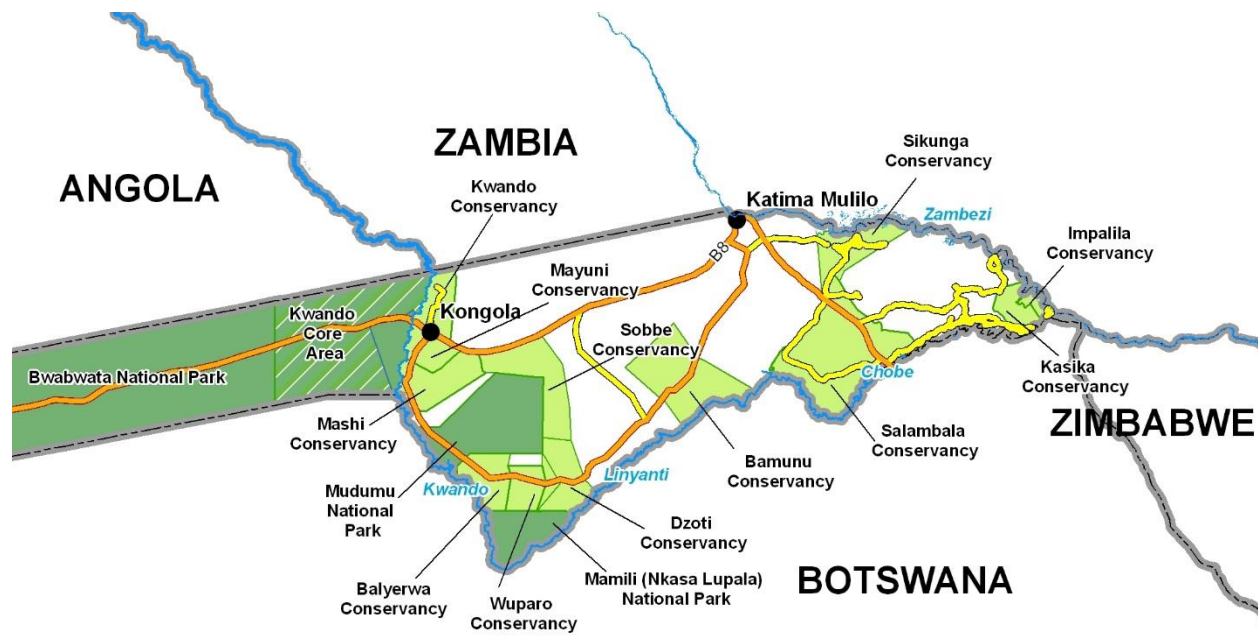 ANGOLA
ZAMBIA
Kwando
Conservancy
Sikunga
Conservancy
Katima Mulilo
Zambezi
Impalila
Conservancy
B8
Mayuni
Conservancy
Kwando
Core
Area
Kongola
Sobbe
Conservancy
Bwabwata National Park
Chobe
Kasika
Conservancy
ZIMBABWE
Mashi
Conservancy
Salambala
Conservancy
Bamunu
Conservancy
Linyanti
Kwando
Mudumu
National
Park
Dzoti
Conservancy
Balyerwa
Conservancy
Wuparo
Conservancy
Mamili (Nkasa Lupala)
National Park
BOTSWANA